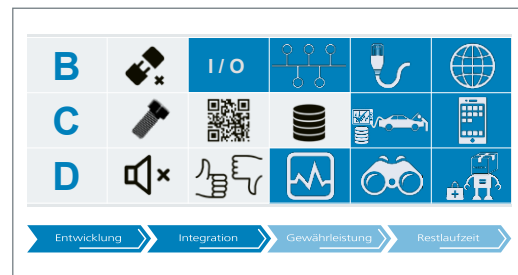 B
I/O
C
D
Entwicklung
Integration
Gewährleistung
Restlaufzeit